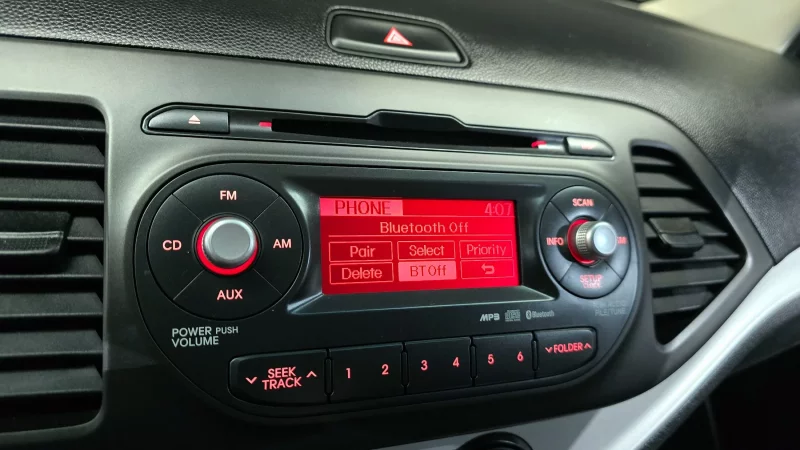 FM
CD
AM
AUX
POWER PUSH
VOLUME
PHONE 4:07
Bluetooth Off
Pair Select Priority
Delete BT Off
SCAN
INFO
SETUP
MP3
Bluetooth
SEEK
TRACK
1 2 3 4 5 6
FOLDER